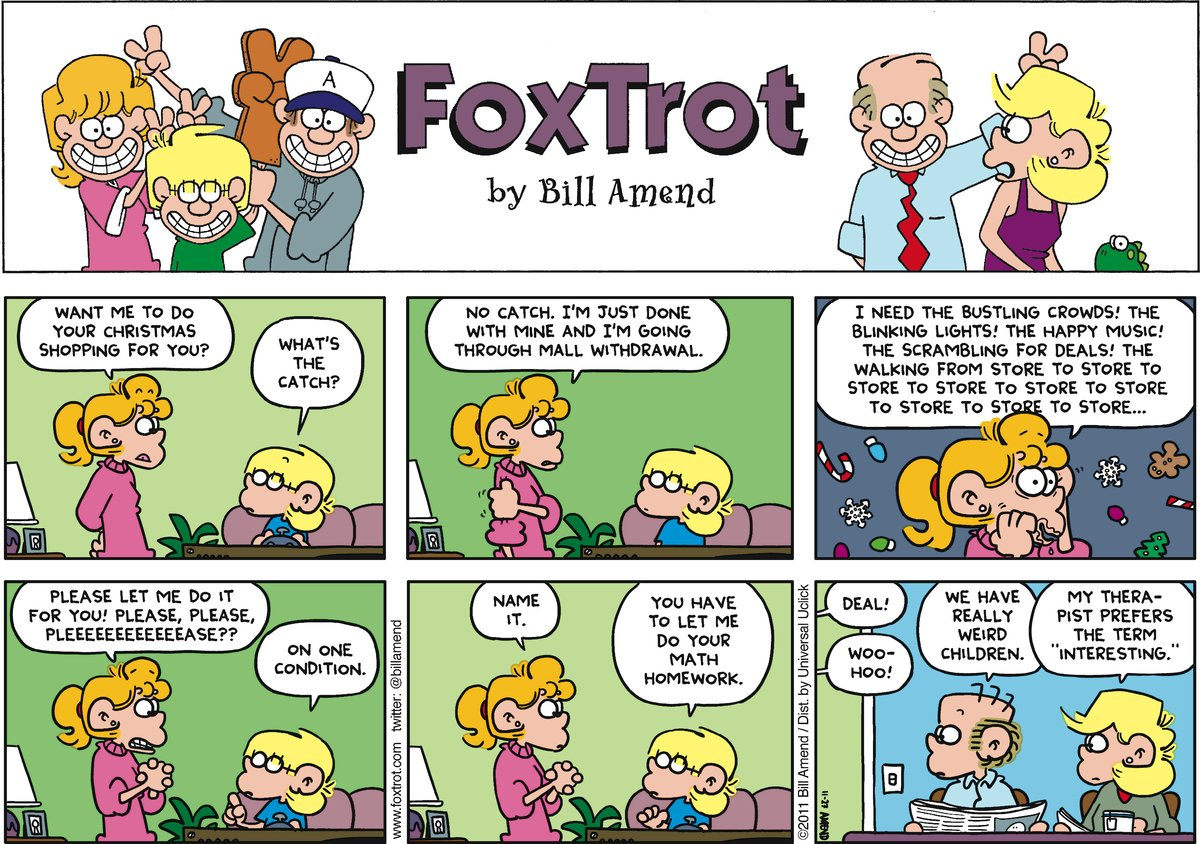 A
FOXTROT
by Bill Amend
WANT ME TO DO
YOUR CHRISTMAS
SHOPPING FOR YOU?
WHAT'S
THE
CATCH?
NO CATCH. I'M JUST DONE
WITH MINE AND I'M GOING
THROUGH MALL WITHDRAWAL.
I NEED THE BUSTLING CROWDS! THE
BLINKING LIGHTS! THE HAPPY MUSIC!
THE SCRAMBLING FOR DEALS! THE
WALKING FROM STORE TO STORE TO
STORE TO STORE TO STORE TO STORE
TO STORE TO STORE TO STORE...
PLEASE LET ME DO IT
FOR YOU! PLEASE, PLEASE,
PLEEEEEEEEEEEEASE??
ON ONE
CONDITION.
www.foxtrot.com twitter: @billamend
NAME
IT.
YOU HAVE
TO LET ME
DO YOUR
MATH
HOMEWORK.
©2011 Bill Amend / Dist. by Universal Uclick
DEAL!
WOO-
HOO!
WE HAVE
REALLY
WEIRD
CHILDREN.
MY THERA-
PIST PREFERS
THE TERM
"INTERESTING."
11-27 AMEND